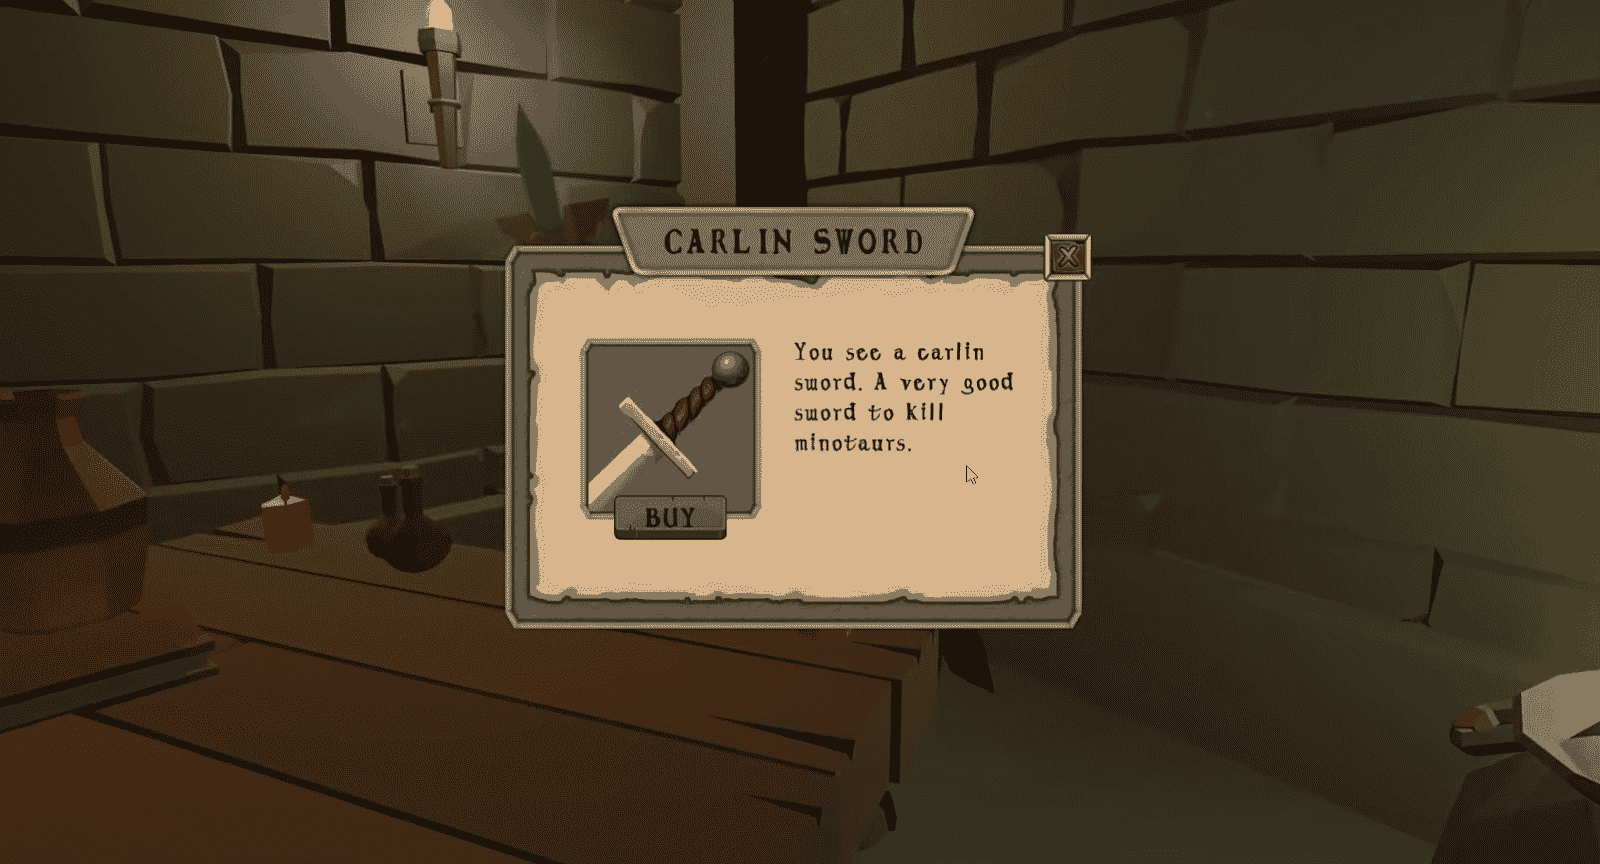 CARLIN SWORD
X
You see a carlin
sword. A very good
sword to kill
minotaurs.
BUY